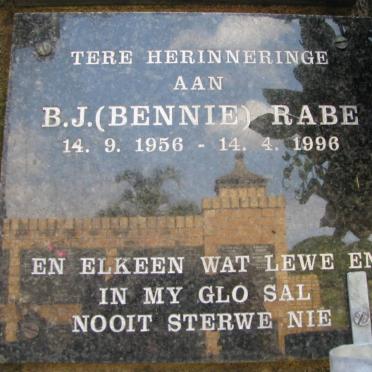 TERE HERINNERINGE
AAN
B.J.(BENNIE) RABE
14. 9. 1956 - 14. 4. 1996
EN ELKEEN WAT LEWE EN
IN MY GLO SAL
NOOIT STERWE NIE